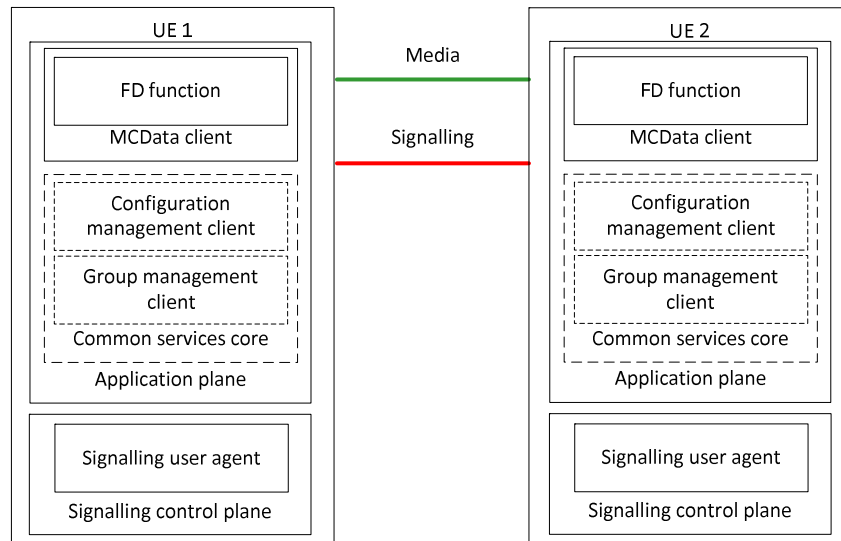 UE 1
FD function
MCData client
Configuration
management client
Group management
client
Common services core
Application plane
Signalling user agent
Signalling control plane
Media
Signalling
UE 2
FD function
MCData client
Configuration
management client
Group management
client
Common services core
Application plane
Signalling user agent
Signalling control plane